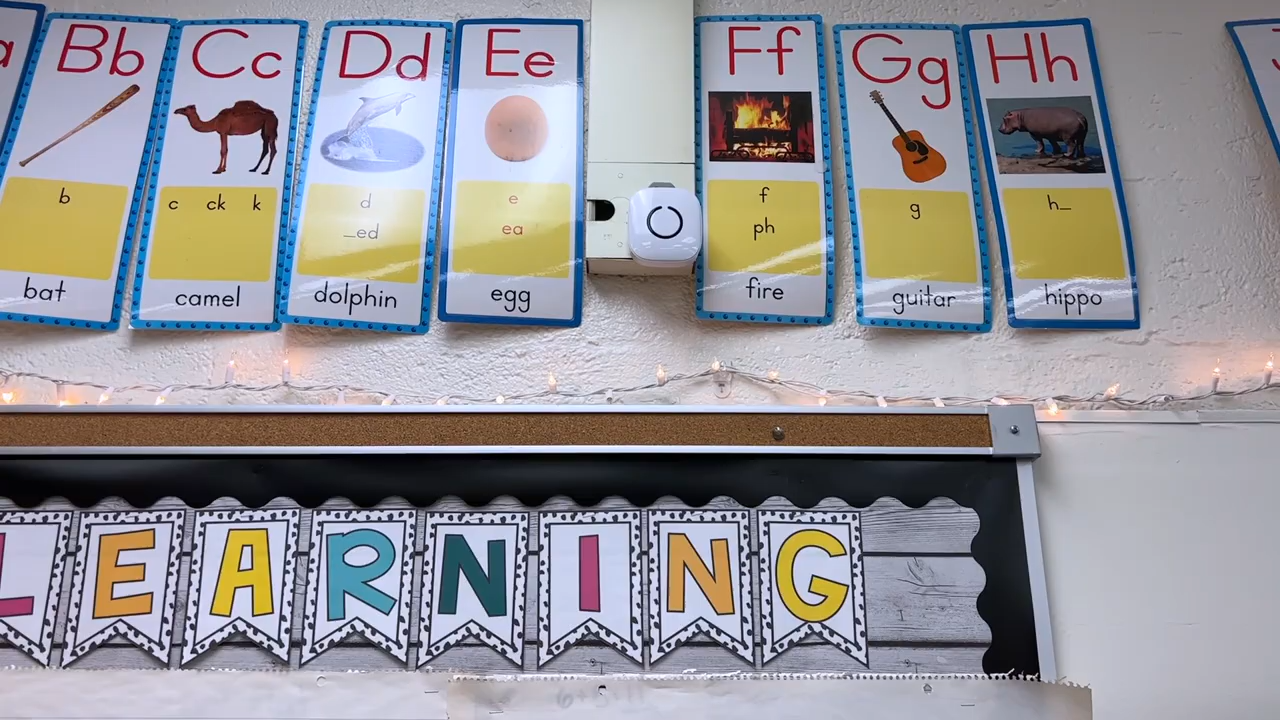 a
Bb
b
bat
Cc
c ck k
camel
Dd
d
_ed
dolphin
Ee
e
ea
egg
Ff
f
ph
fire
Gg
g
guitar
Hh
h_
hippo
LEARNING